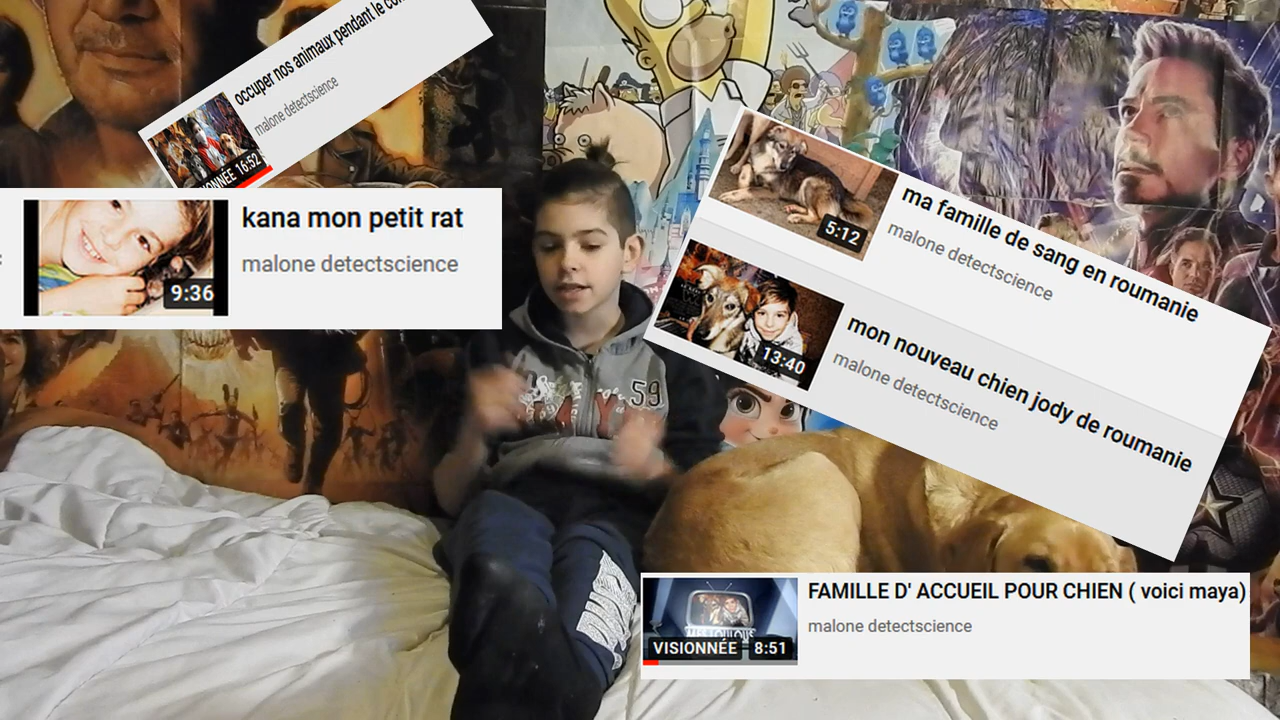 occuper nos animaux pendant le
malone detectscience
16:52
kana mon petit rat
malone detectscience
9:36
ma famille de sang en roumanie
malone detectscience
5:12
mon nouveau chien jody de roumanie
malone detectscience
13:40
59
FAMILLE D' ACCUEIL POUR CHIEN ( voici maya)
malone detectscience
VISIONNÉE 8:51